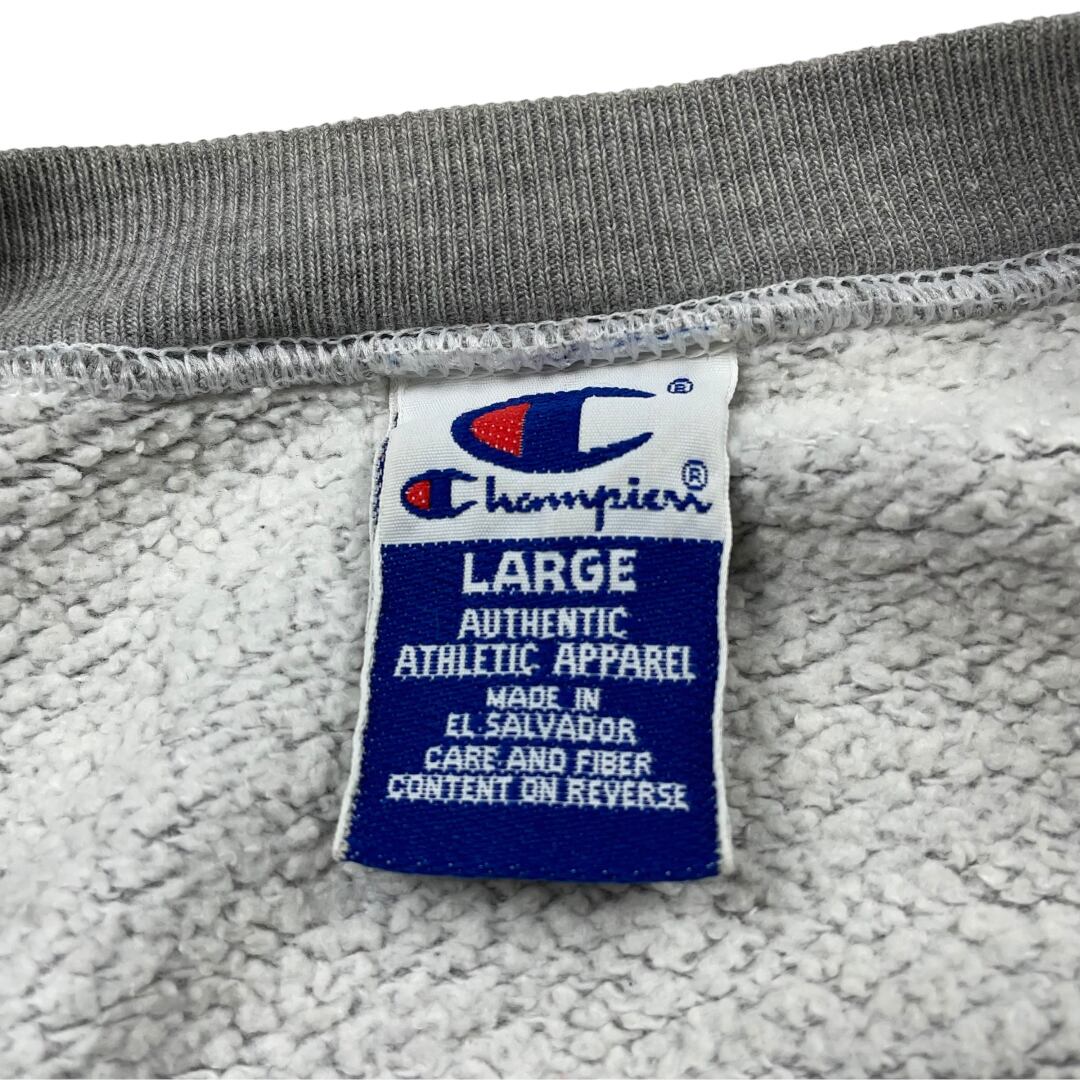 ®
Champion®
LARGE
AUTHENTIC
ATHLETIC APPAREL
MADE IN
EL SALVADOR
CARE AND FIBER
CONTENT ON REVERSE